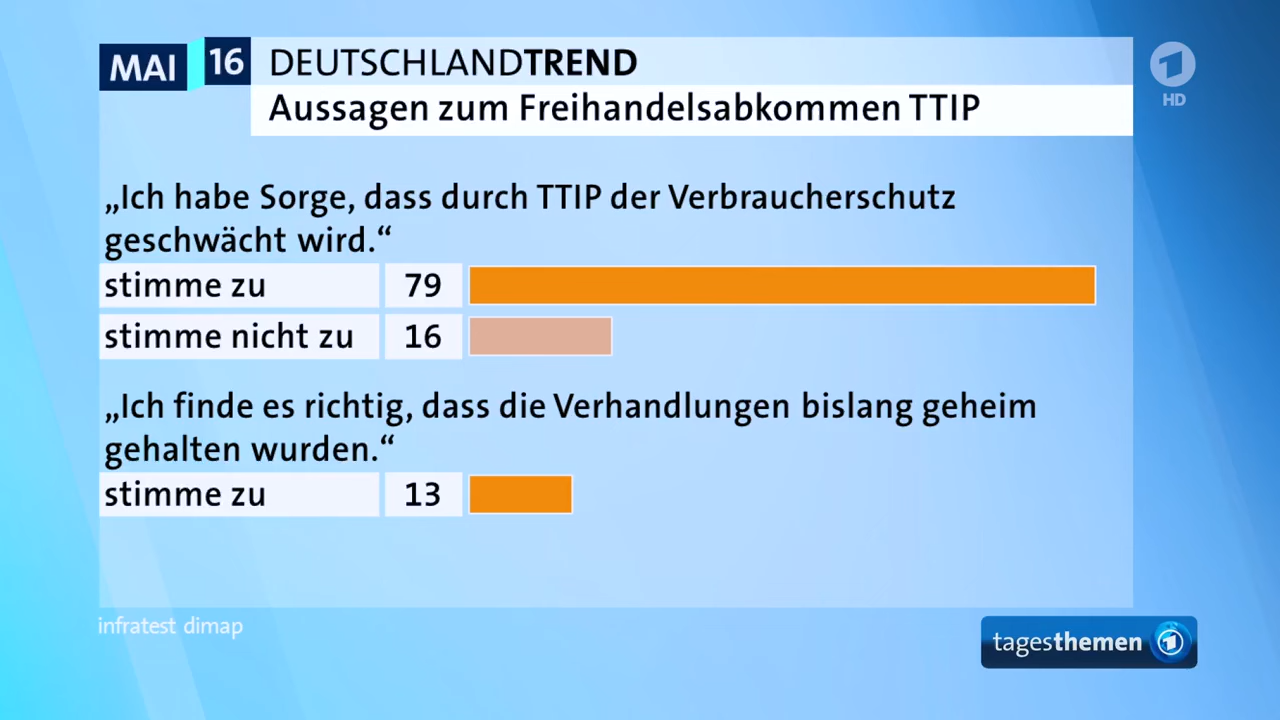 MAI 16 DEUTSCHLANDTREND
Aussagen zum Freihandelsabkommen TTIP
1
HD
„Ich habe Sorge, dass durch TTIP der Verbraucherschutz
geschwächt wird.“
stimme zu 79
stimme nicht zu 16
„Ich finde es richtig, dass die Verhandlungen bislang geheim
gehalten wurden.“
stimme zu 13
infratest dimap
tagesthemen 1